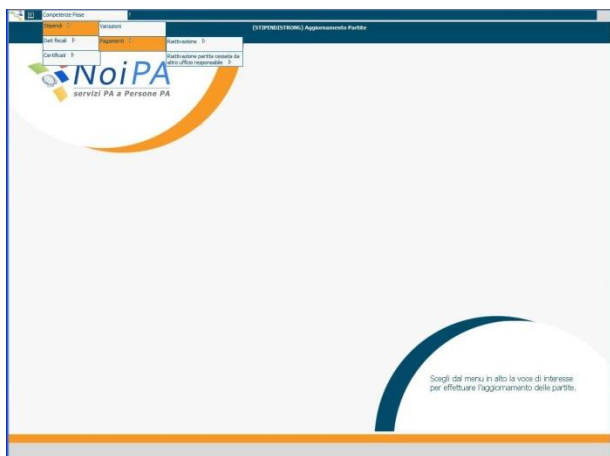 Competenze Fisse
(STIPENDISTRONG) Aggiornamento Partite
Stipendi
Variazioni
Dati fiscali
Pagamenti
Riattivazione
Certificati
Riattivazione partita cessata da
altro ufficio responsabile
NoiPA
servizi PA a Persone PA
Scegli dal menu in alto la voce di interesse
per effettuare l'aggiornamento delle partite.